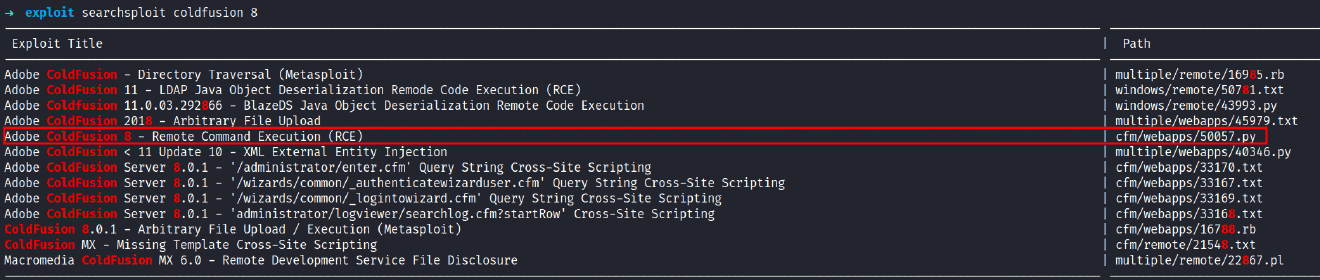 → exploit searchsploit coldfusion 8
Exploit Title | Path
Adobe ColdFusion - Directory Traversal (Metasploit) | multiple/remote/16985.rb
Adobe ColdFusion 11 - LDAP Java Object Deserialization Remode Code Execution (RCE) | windows/remote/50781.txt
Adobe ColdFusion 11.0.03.292866 - BlazeDS Java Object Deserialization Remote Code Execution | windows/remote/43993.py
Adobe ColdFusion 2018 - Arbitrary File Upload | multiple/webapps/45979.txt
Adobe ColdFusion 8 - Remote Command Execution (RCE) | cfm/webapps/50057.py
Adobe ColdFusion < 11 Update 10 - XML External Entity Injection | multiple/webapps/40346.py
Adobe ColdFusion Server 8.0.1 - '/administrator/enter.cfm' Query String Cross-Site Scripting | cfm/webapps/33170.txt
Adobe ColdFusion Server 8.0.1 - '/wizards/common/_authenticatewizarduser.cfm' Query String Cross-Site Scripting | cfm/webapps/33167.txt
Adobe ColdFusion Server 8.0.1 - '/wizards/common/_logintowizard.cfm' Query String Cross-Site Scripting | cfm/webapps/33169.txt
Adobe ColdFusion Server 8.0.1 - 'administrator/logviewer/searchlog.cfm?startRow' Cross-Site Scripting | cfm/webapps/33168.txt
ColdFusion 8.0.1 - Arbitrary File Upload / Execution (Metasploit) | cfm/webapps/16788.rb
ColdFusion MX - Missing Template Cross-Site Scripting | cfm/remote/21548.txt
Macromedia ColdFusion MX 6.0 - Remote Development Service File Disclosure | multiple/remote/22867.pl